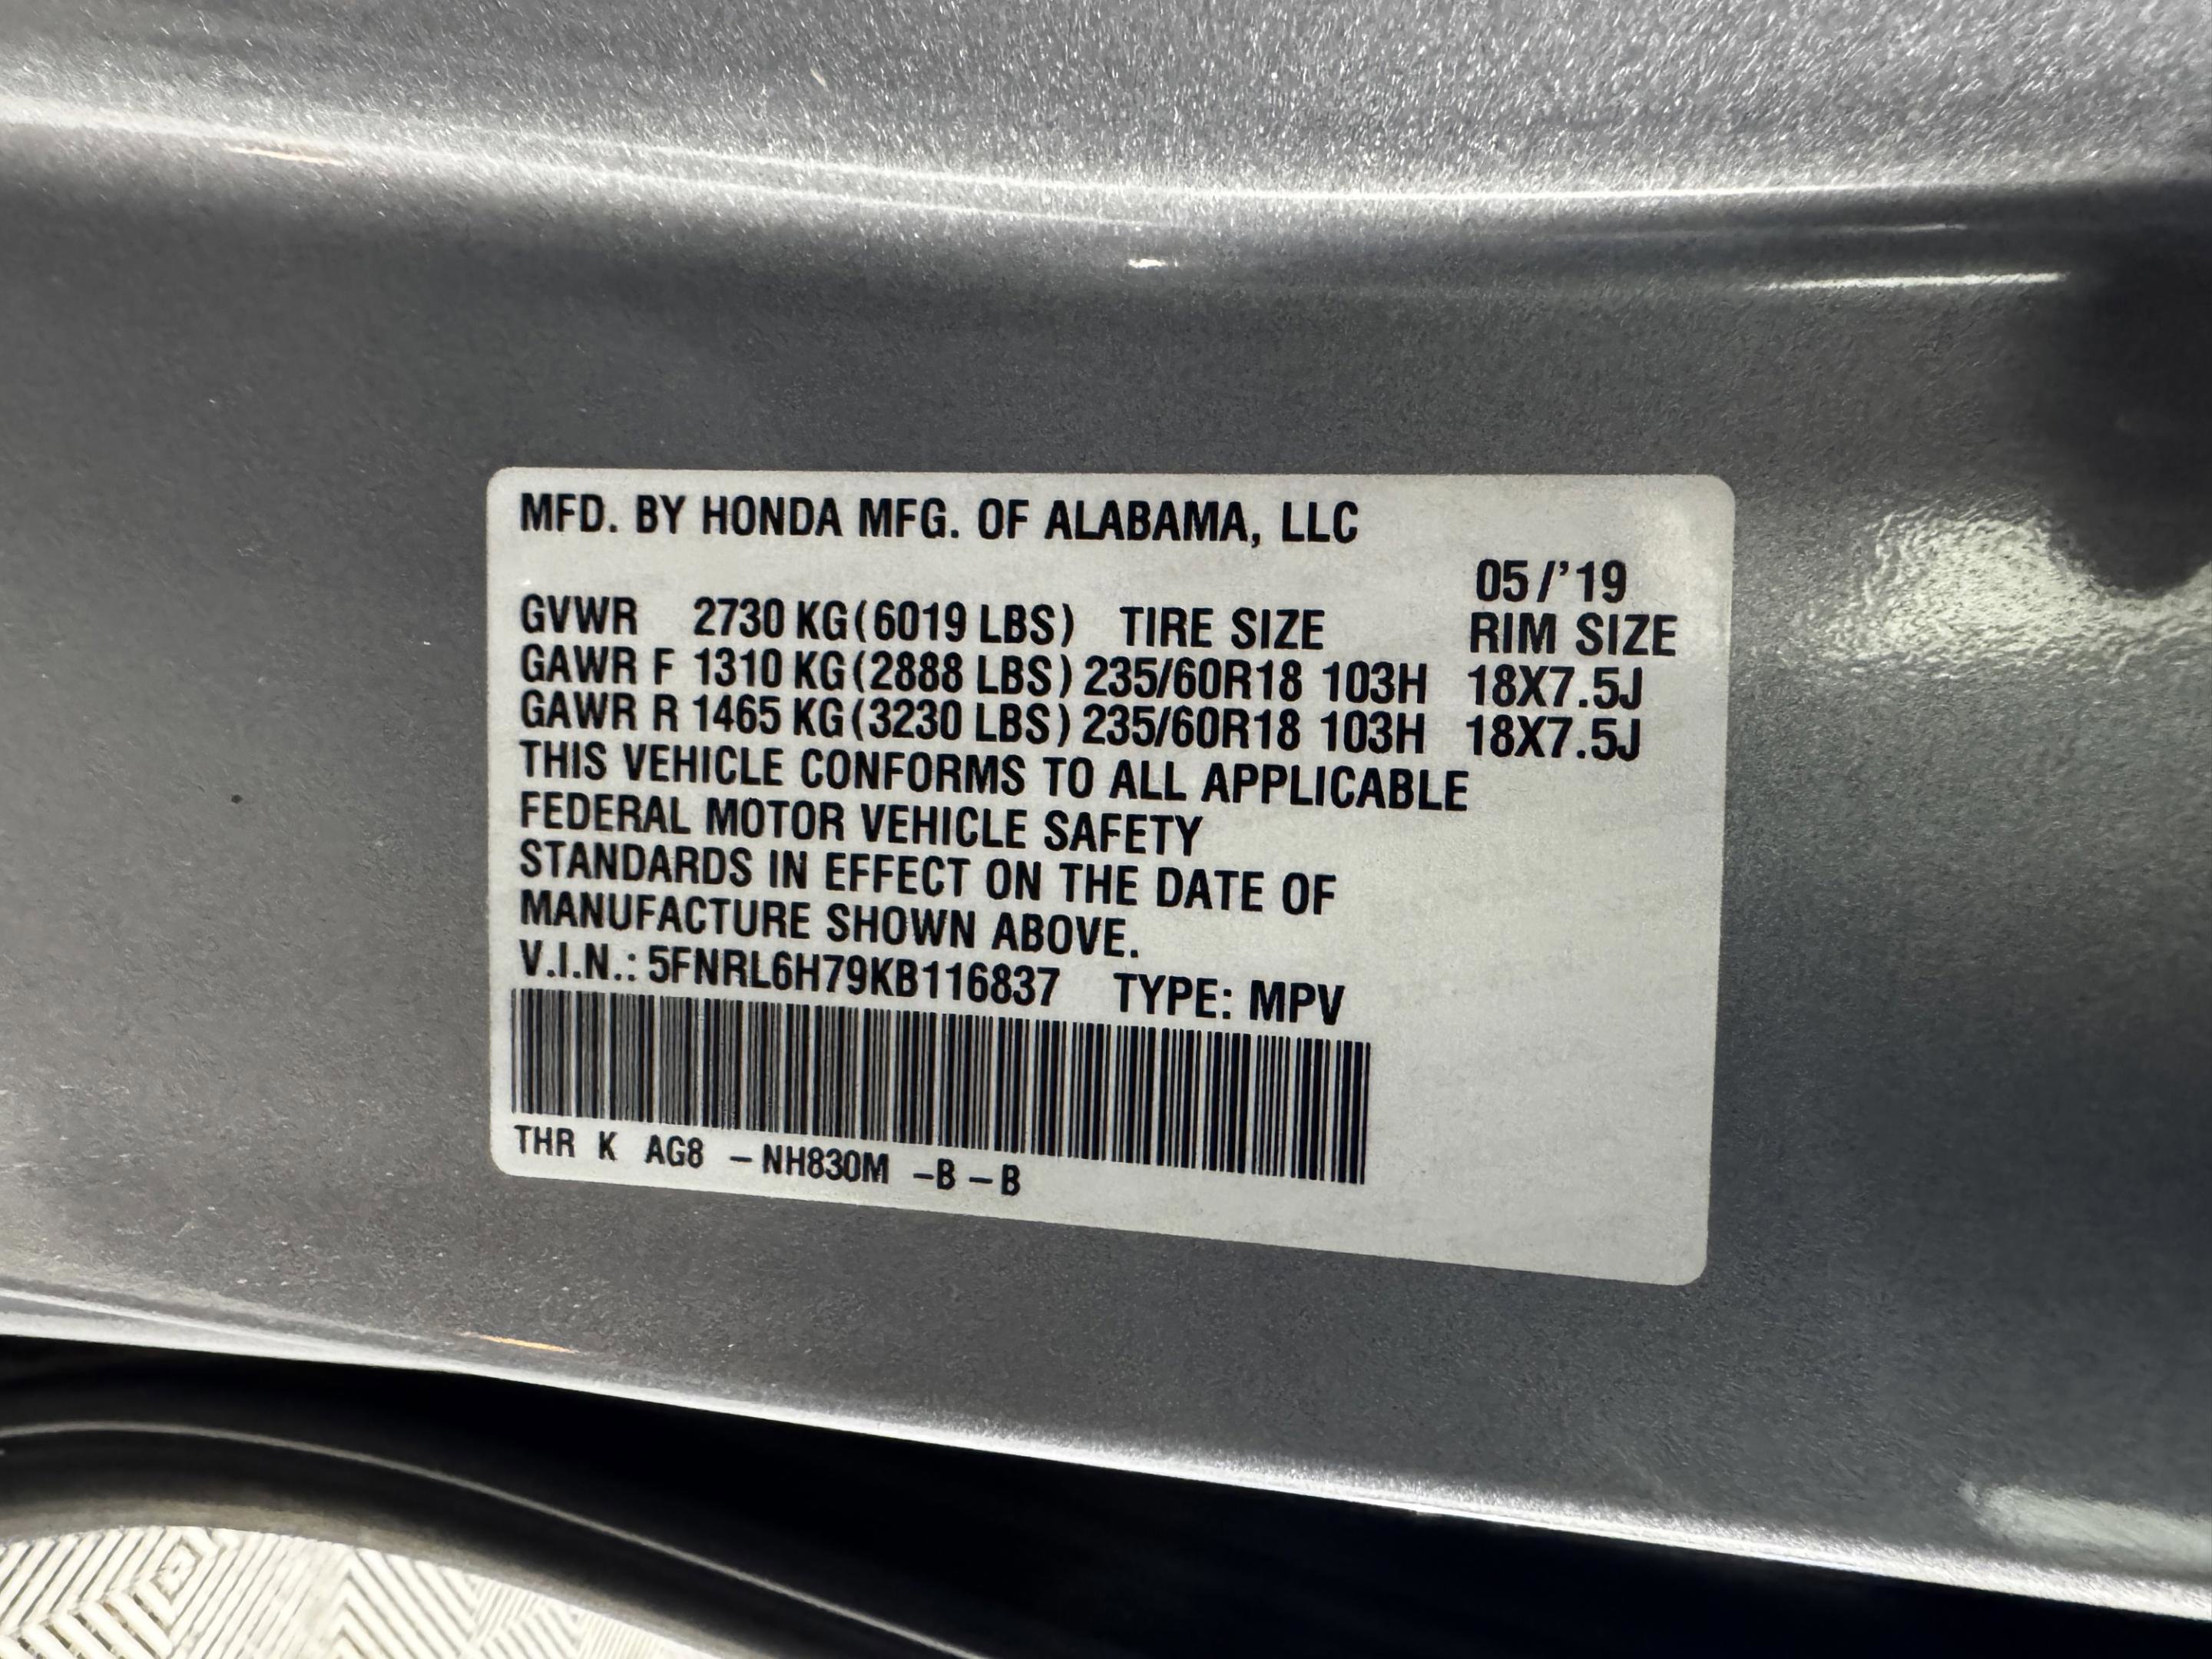 MFD. BY HONDA MFG. OF ALABAMA, LLC
05/'19
GVWR 2730 KG(6019 LBS) TIRE SIZE RIM SIZE
GAWR F 1310 KG(2888 LBS) 235/60R18 103H 18X7.5J
GAWR R 1465 KG(3230 LBS) 235/60R18 103H 18X7.5J
THIS VEHICLE CONFORMS TO ALL APPLICABLE
FEDERAL MOTOR VEHICLE SAFETY
STANDARDS IN EFFECT ON THE DATE OF
MANUFACTURE SHOWN ABOVE.
V.I.N.: 5FNRL6H79KB116837 TYPE: MPV
THR K AG8 – NH830M –B – B